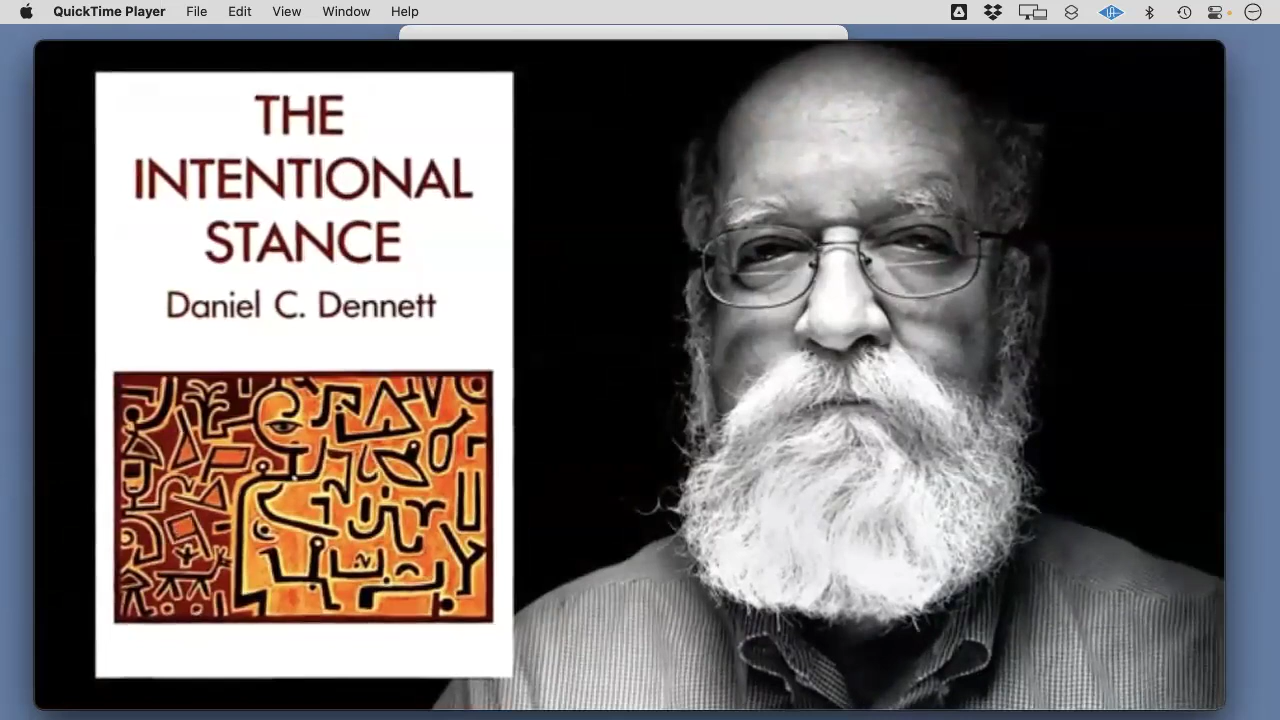 QuickTime Player File Edit View Window Help
THE
INTENTIONAL
STANCE
Daniel C. Dennett